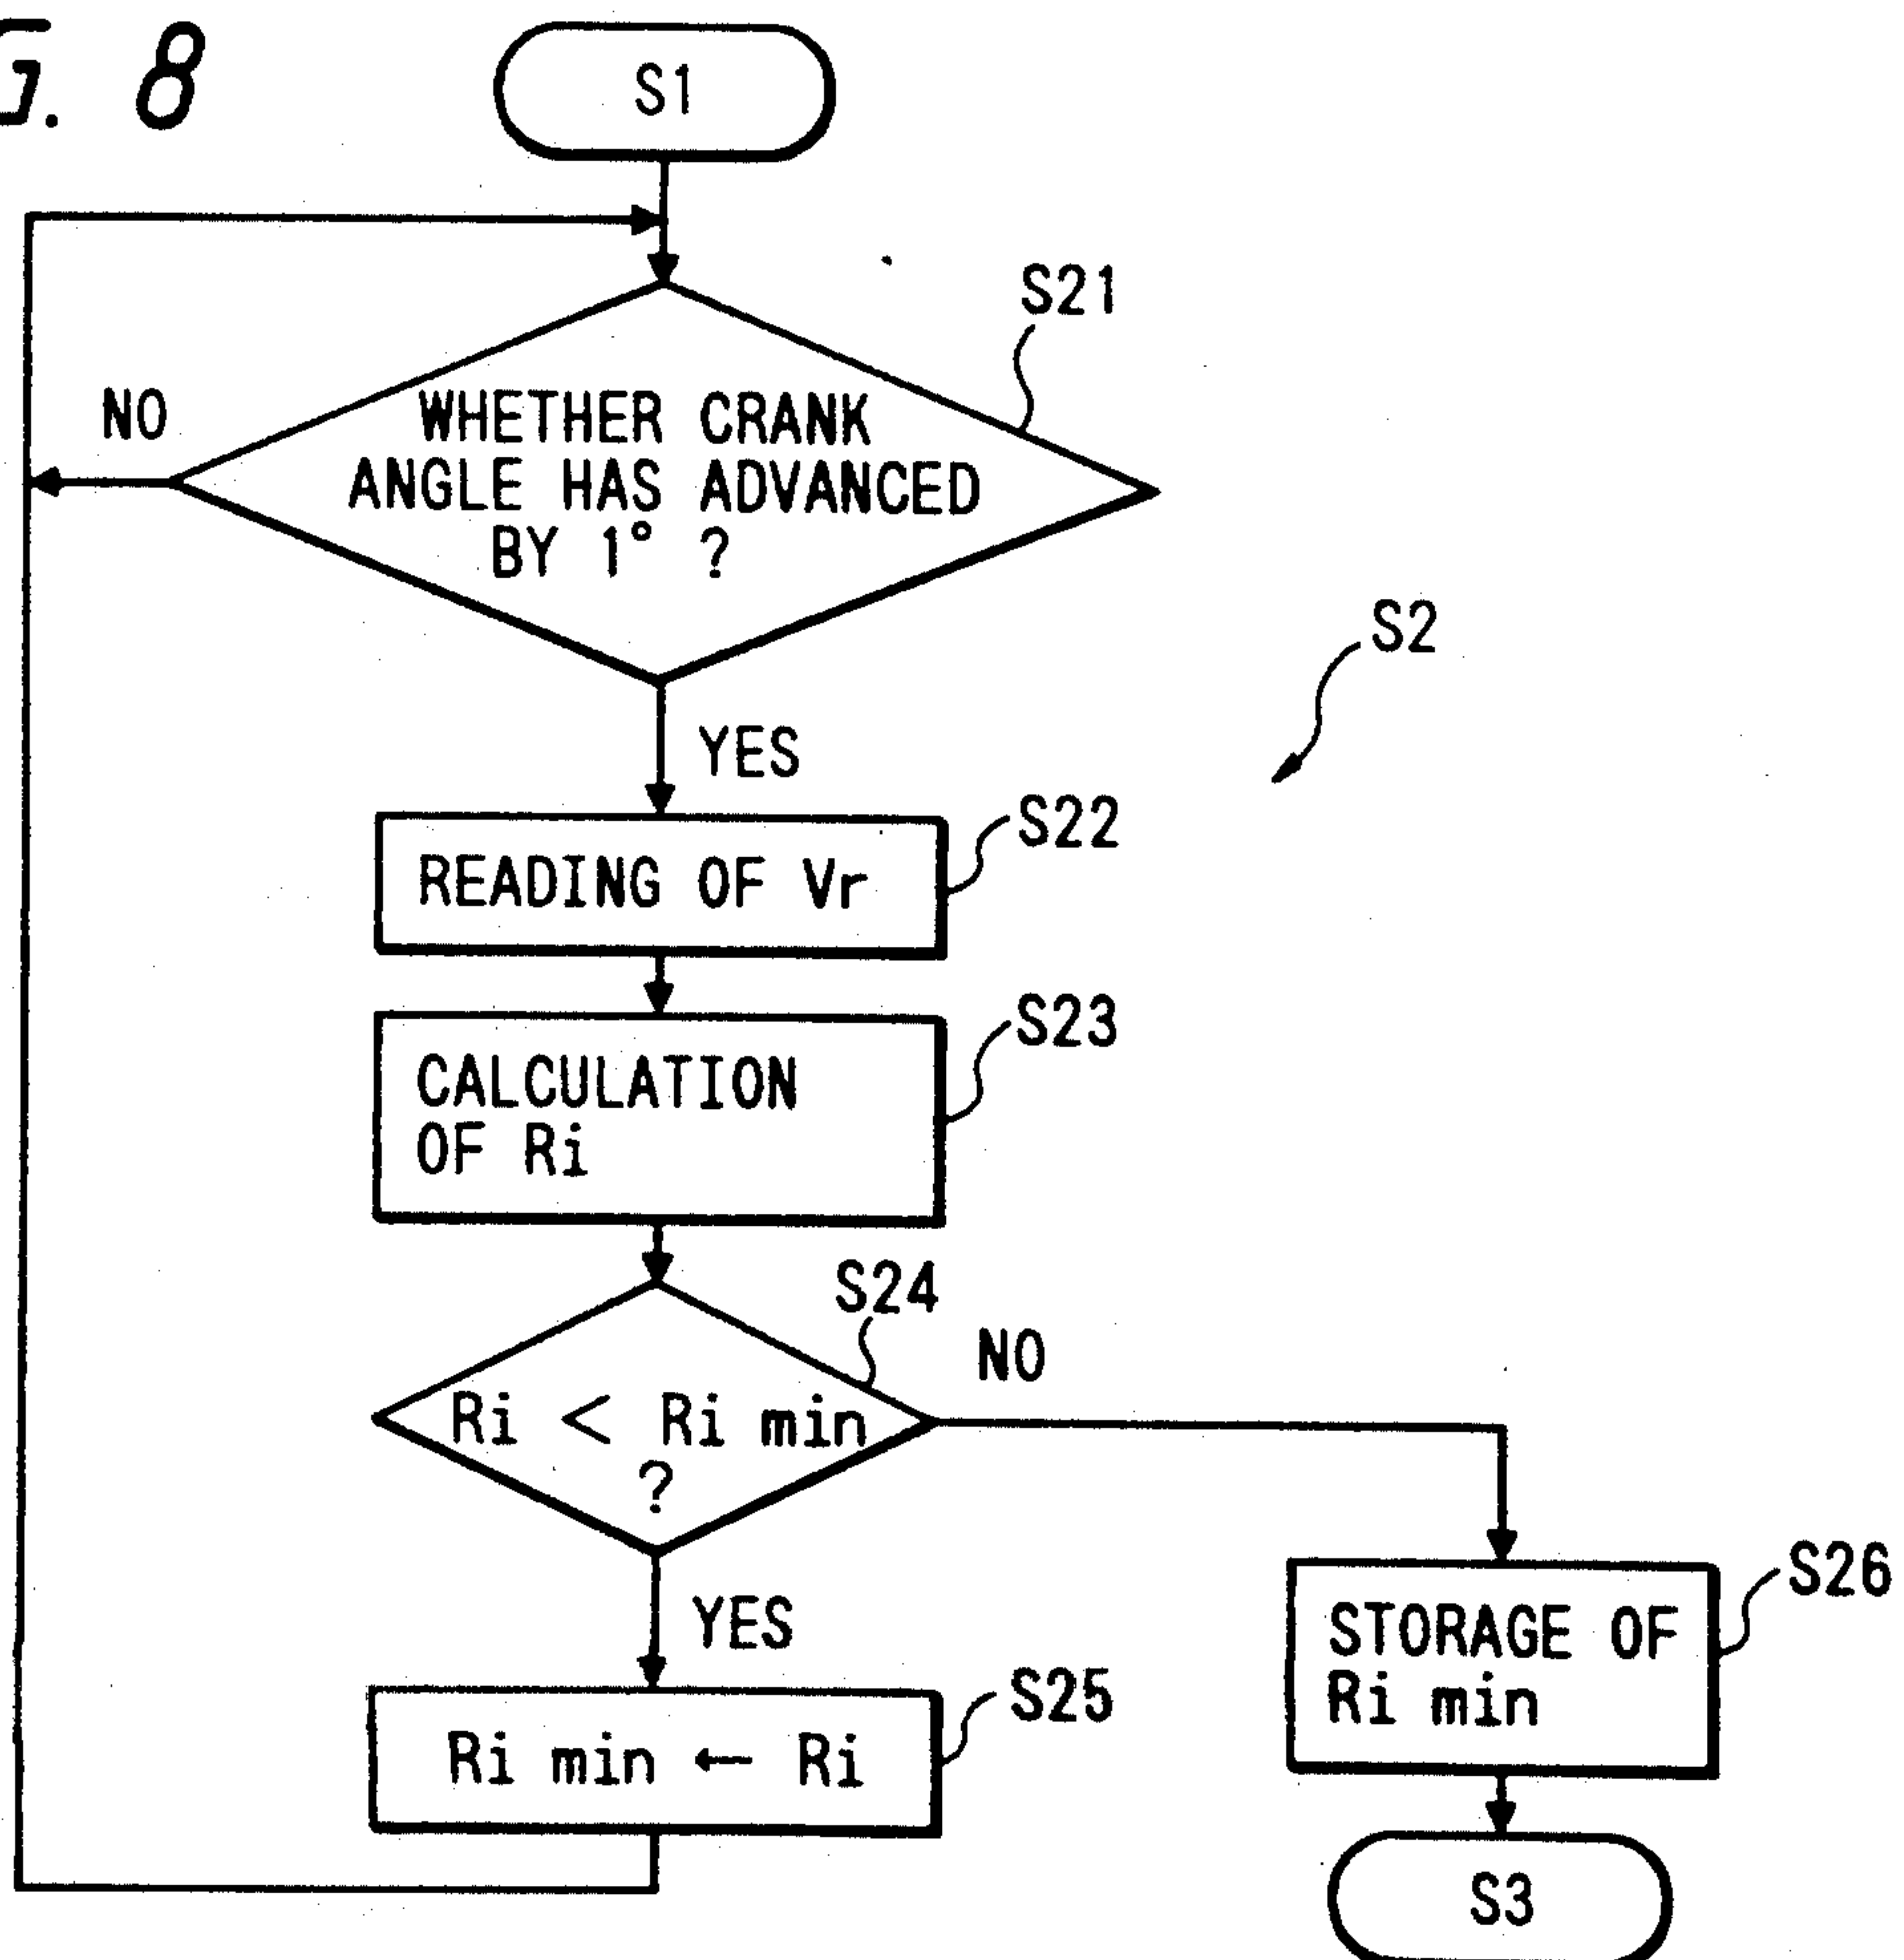 G. 8
S1
S21
NO
WHETHER CRANK
ANGLE HAS ADVANCED
BY 1° ?
S2
YES
S22
READING OF Vr
S23
CALCULATION
OF Ri
S24
NO
Ri < Ri min
?
YES
S26
STORAGE OF
Ri min
S25
Ri min ← Ri
S3